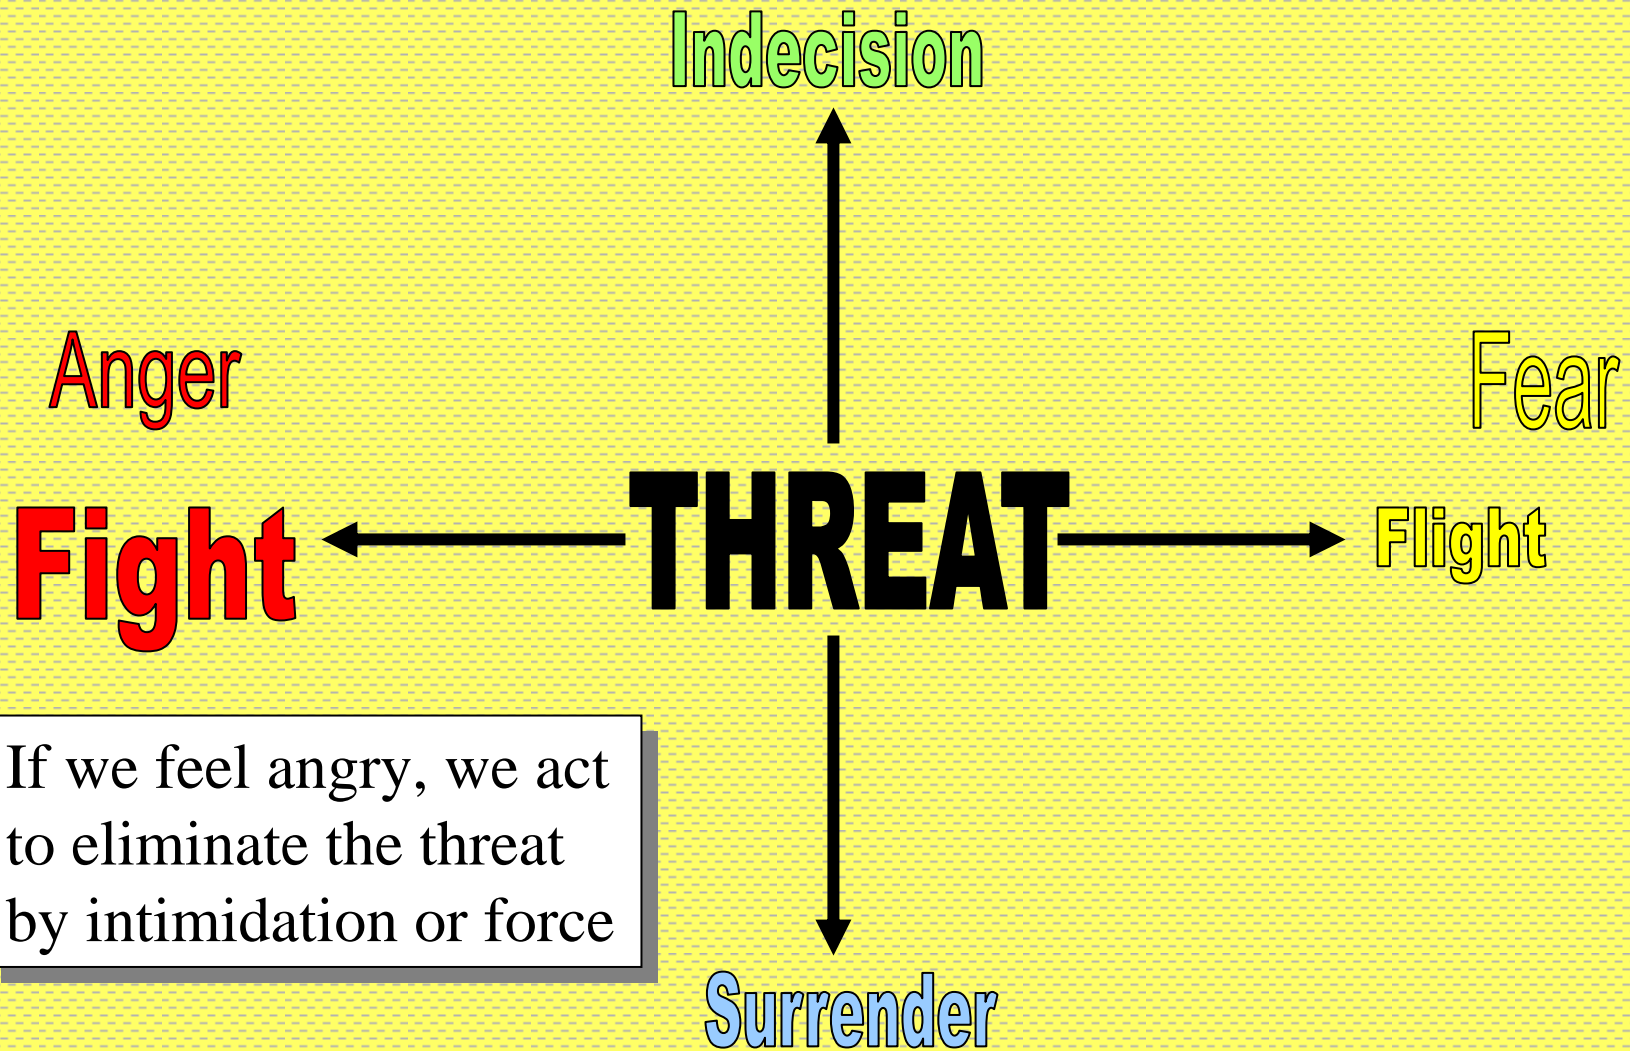 Indecision
Anger
Fear
THREAT
Fight
Flight
If we feel angry, we act
to eliminate the threat
by intimidation or force
Surrender